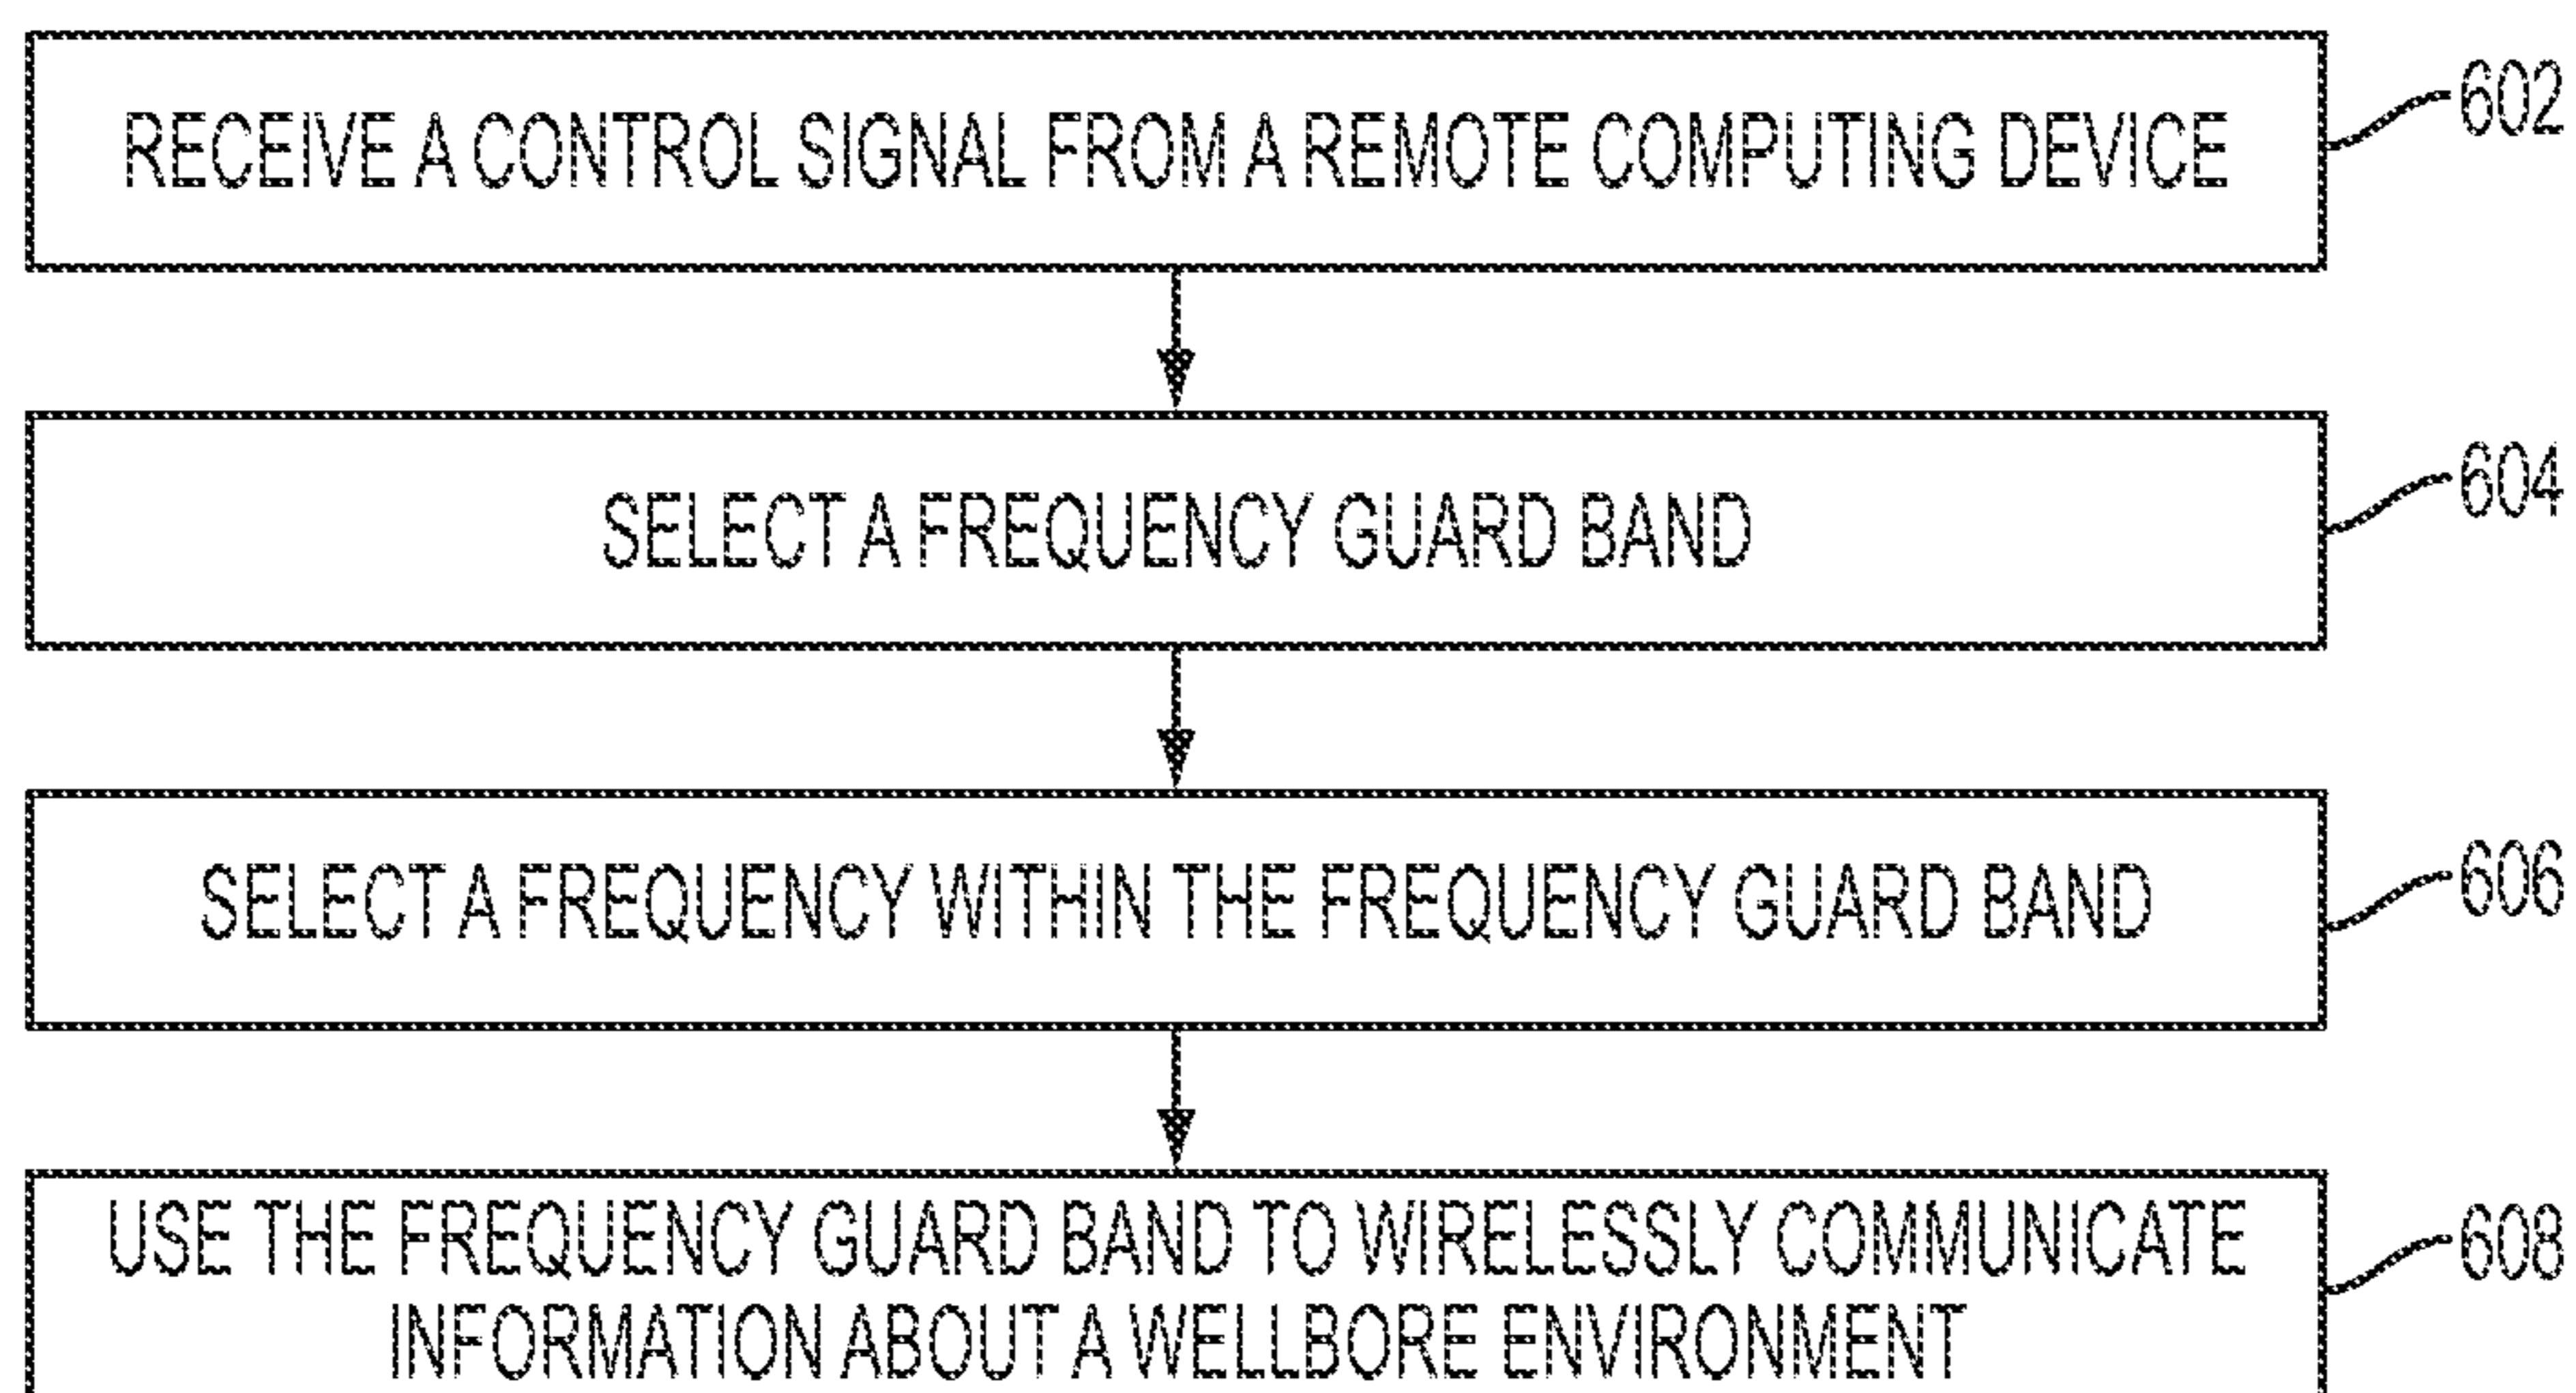 RECEIVE A CONTROL SIGNAL FROM A REMOTE COMPUTING DEVICE
602
SELECT A FREQUENCY GUARD BAND
604
SELECT A FREQUENCY WITHIN THE FREQUENCY GUARD BAND
606
USE THE FREQUENCY GUARD BAND TO WIRELESSLY COMMUNICATE
INFORMATION ABOUT A WELLBORE ENVIRONMENT
608